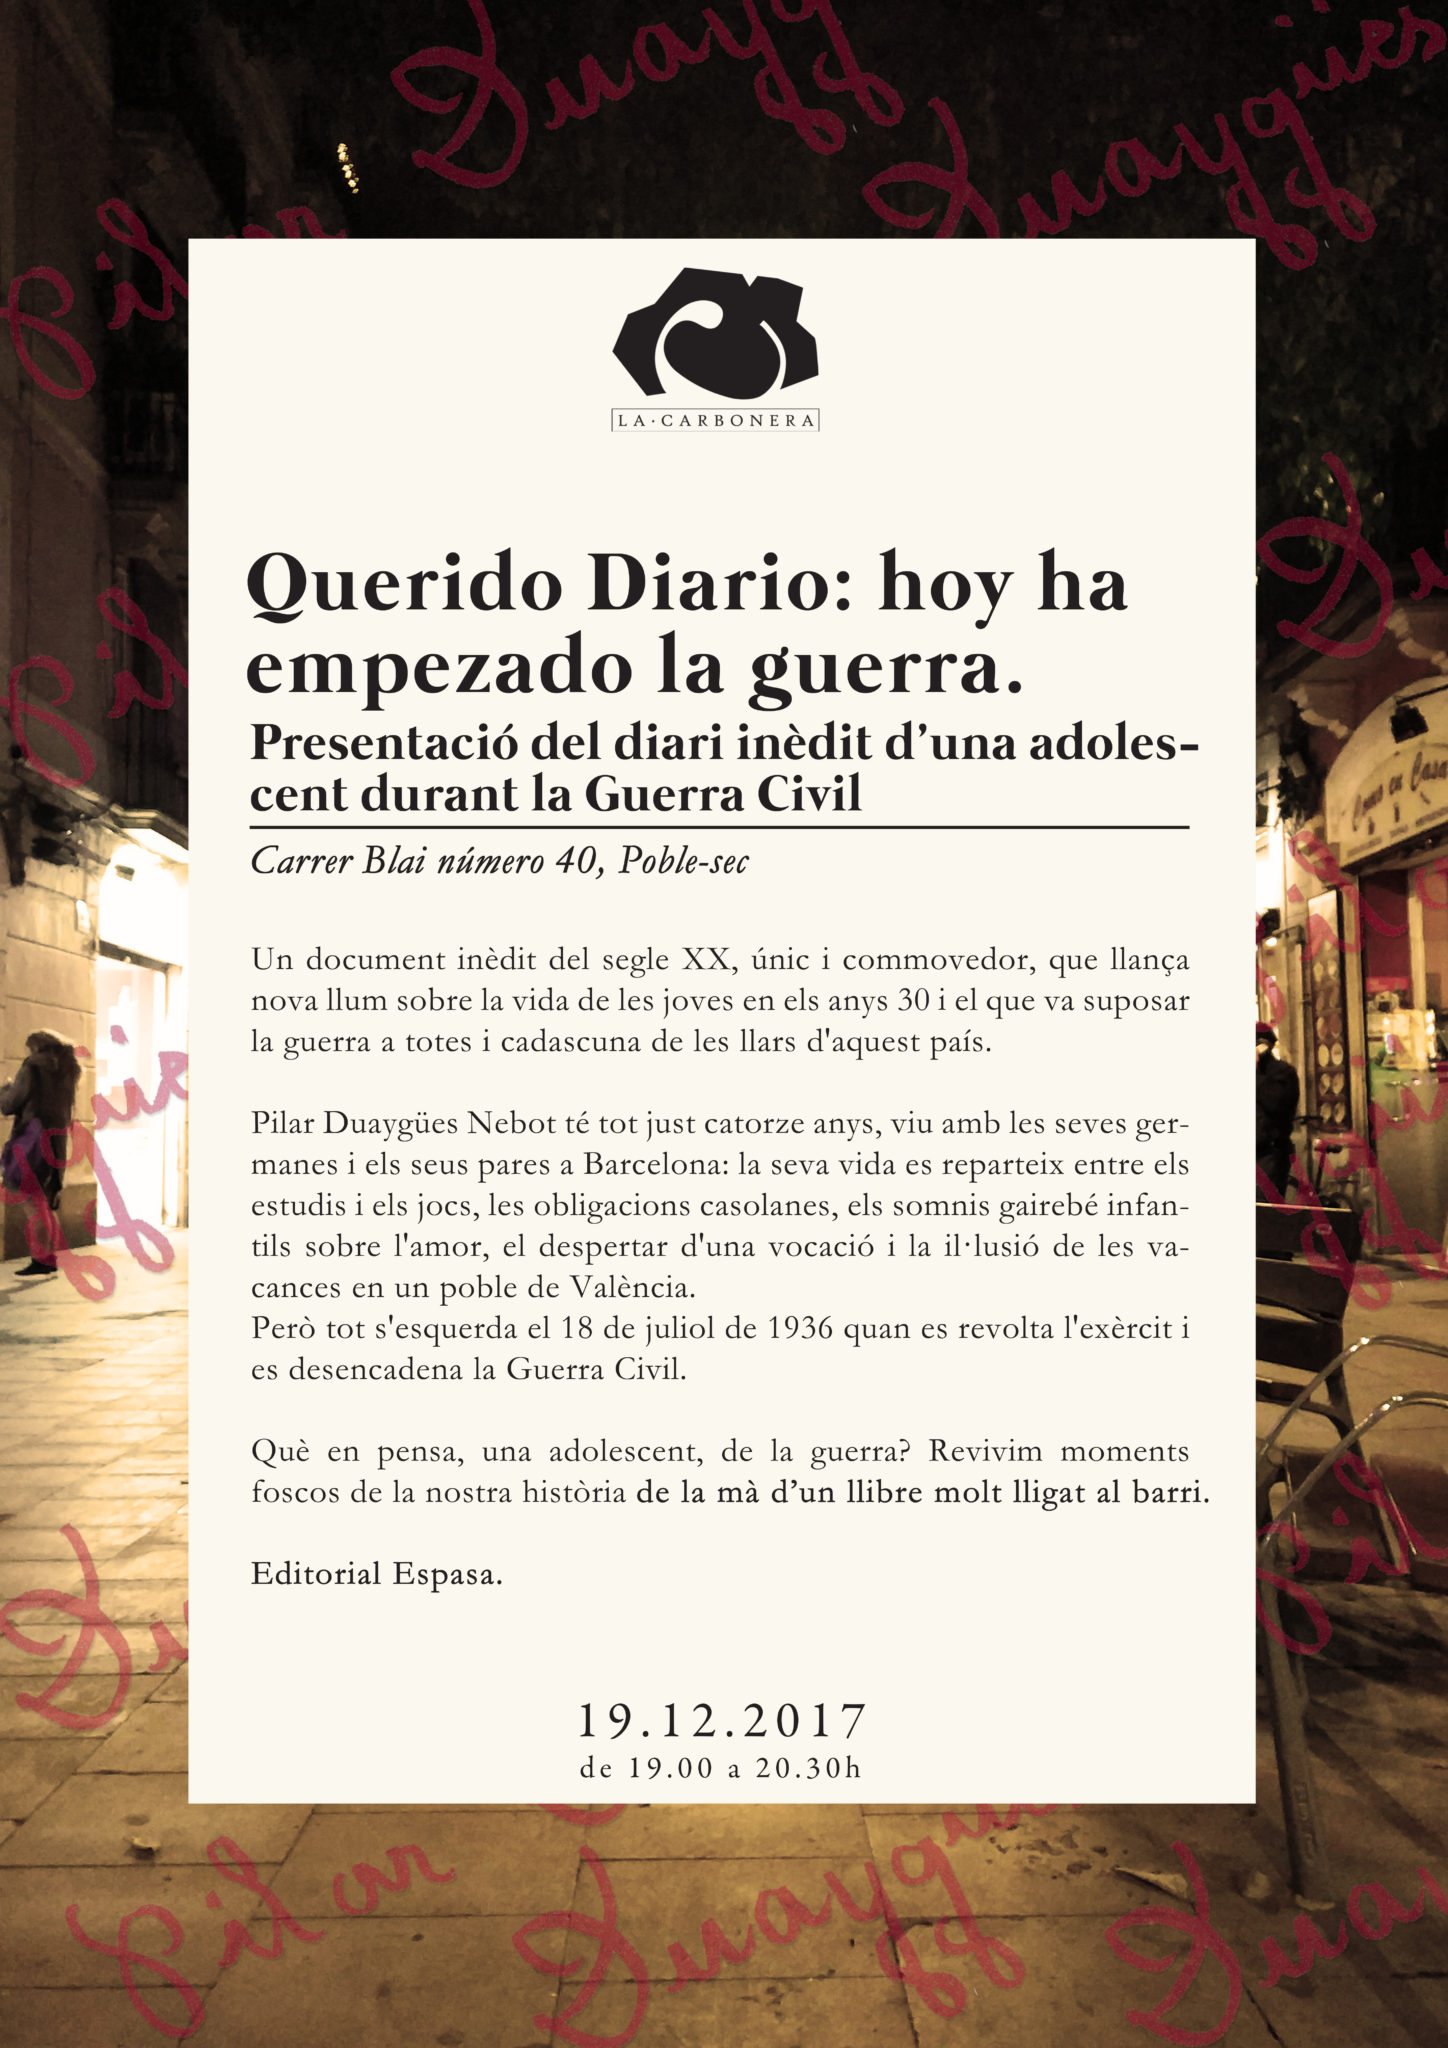 Duaygües
Duaygües
Pilar
LA·CARBONERA
Querido Diario: hoy ha
empezado la guerra.
Presentació del diari inèdit d'una adoles-
cent durant la Guerra Civil
Carrer Blai número 40, Poble-sec
Un document inèdit del segle XX, únic i commovedor, que llança
nova llum sobre la vida de les joves en els anys 30 i el que va suposar
la guerra a totes i cadascuna de les llars d'aquest país.
Pilar Duaygües Nebot té tot just catorze anys, viu amb les seves ger-
manes i els seus pares a Barcelona: la seva vida es reparteix entre els
estudis i els jocs, les obligacions casolanes, els somnis gairebé infan-
tils sobre l'amor, el despertar d'una vocació i la il·lusió de les va-
cances en un poble de València.
Però tot s'esquerda el 18 de juliol de 1936 quan es revolta l'exèrcit i
es desencadena la Guerra Civil.
Què en pensa, una adolescent, de la guerra? Revivim moments
foscos de la nostra història de la mà d'un llibre molt lligat al barri.
Editorial Espasa.
19.12.2017
de 19.00 a 20.30h
Pilar Duaygües